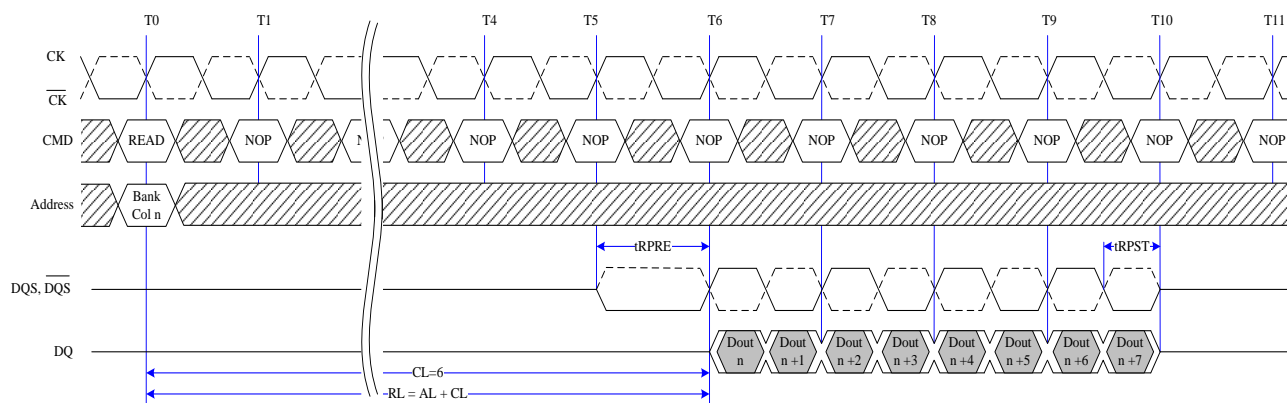 T0 T1 T4 T5 T6 T7 T8 T9 T10 T11
CK
CK
CMD READ NOP NOP NOP NOP NOP NOP NOP NOP NOP
Address Bank
Col n
tRPRE tRPST
DQS, DQS
DQ Dout Dout Dout Dout Dout Dout Dout Dout
n n +1 n +2 n +3 n +4 n +5 n +6 n +7
CL=6
RL = AL + CL